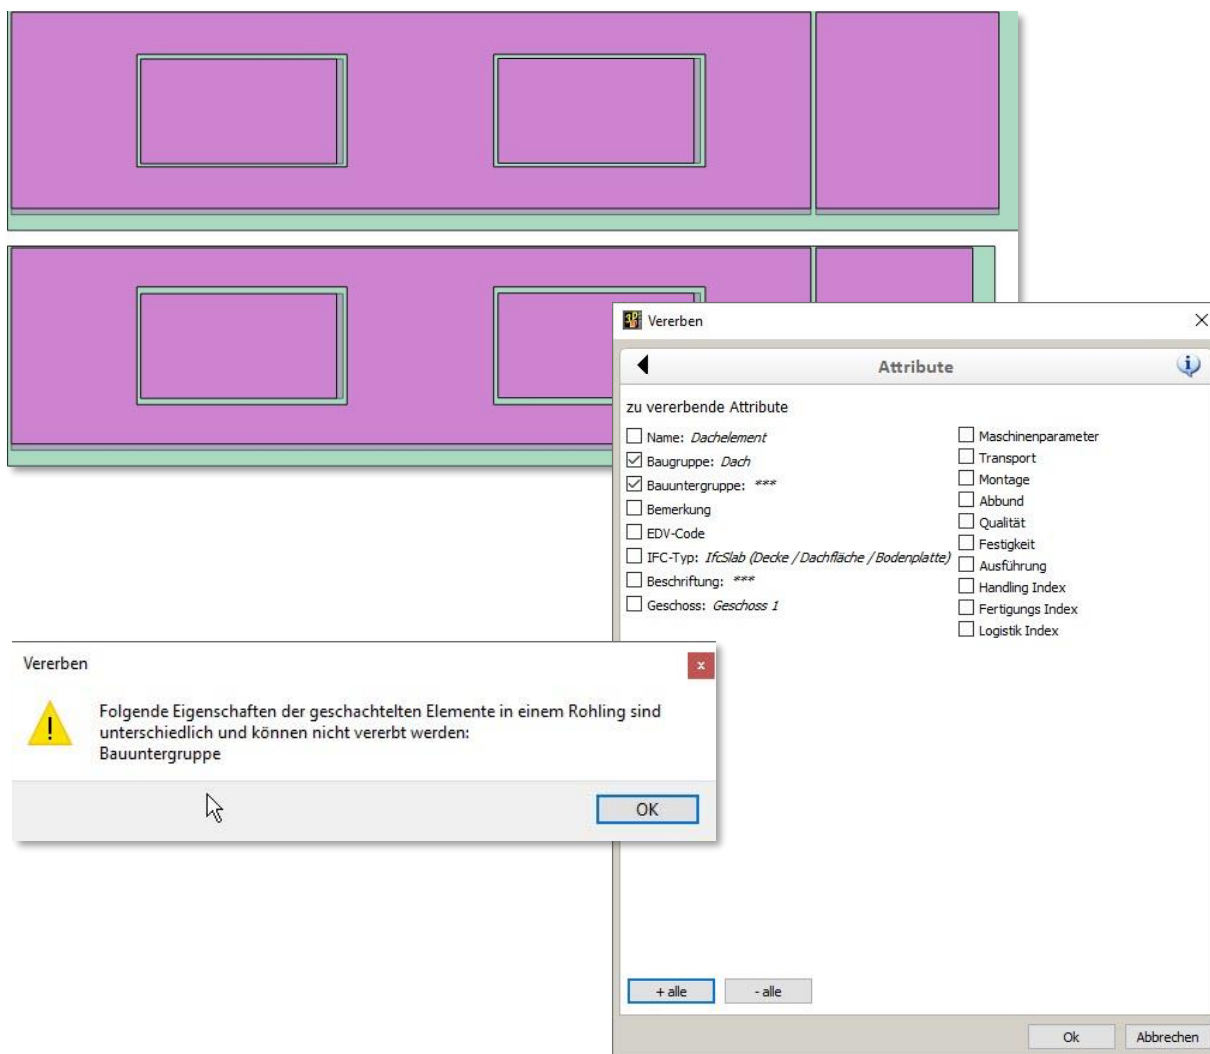 Vererben
Attribute
zu vererbende Attribute
Name: Dachelement
Baugruppe: Dach
Bauuntergruppe: ***
Bemerkung
EDV-Code
IFC-Typ: IfcSlab (Decke / Dachfläche / Bodenplatte)
Beschriftung: ***
Geschoss: Geschoss 1
Maschinenparameter
Transport
Montage
Abbund
Qualität
Festigkeit
Ausführung
Handling Index
Fertigungs Index
Logistik Index
Vererben
Folgende Eigenschaften der geschachtelten Elemente in einem Rohling sind
unterschiedlich und können nicht vererbt werden:
Bauuntergruppe
OK
+ alle
- alle
Ok
Abbrechen